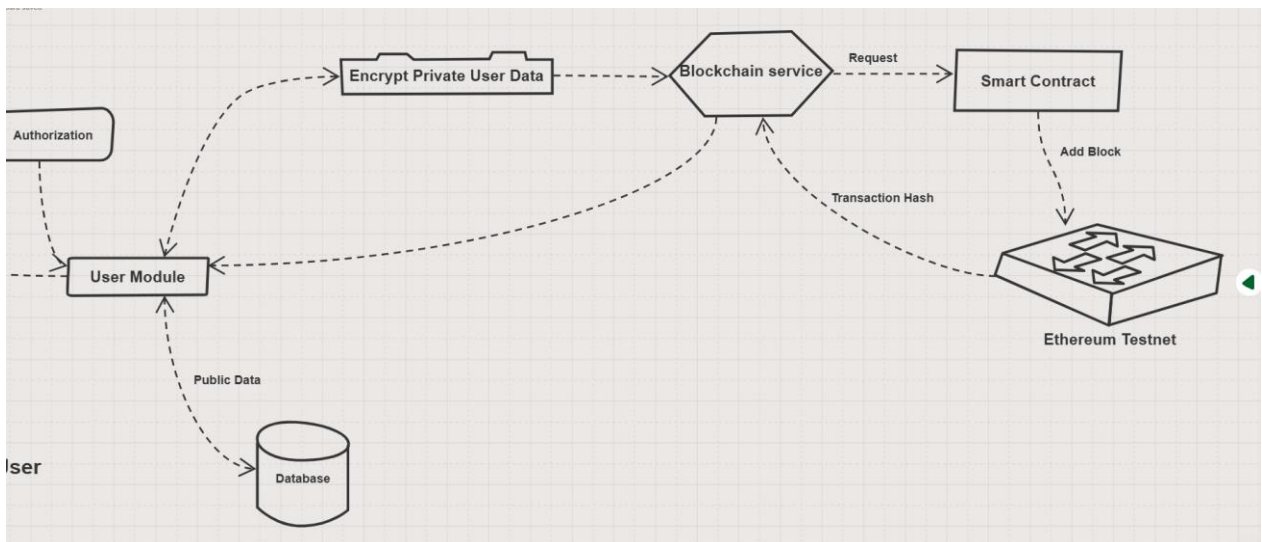 Encrypt Private User Data
Blockchain service
Request
Smart Contract
Authorization
Add Block
Transaction Hash
User Module
Ethereum Testnet
Public Data
Database